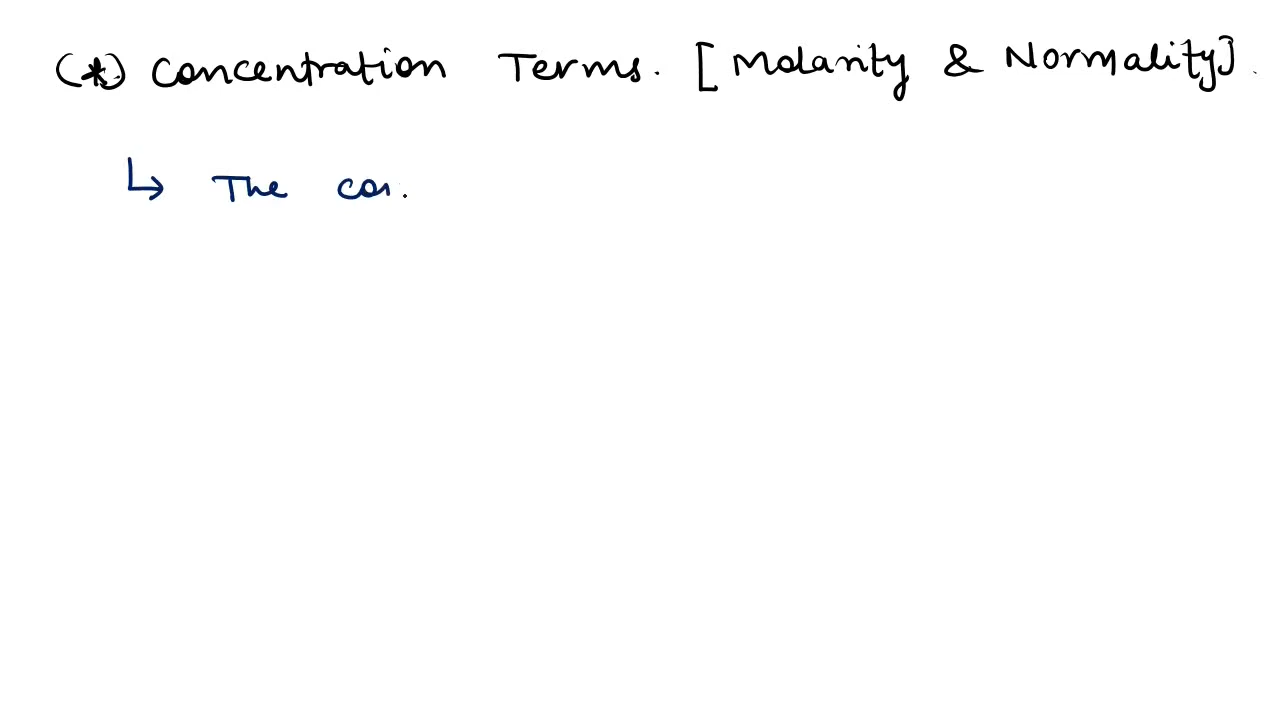 (*) Concentration Terms. [Molarity & Normality].
↳ The con